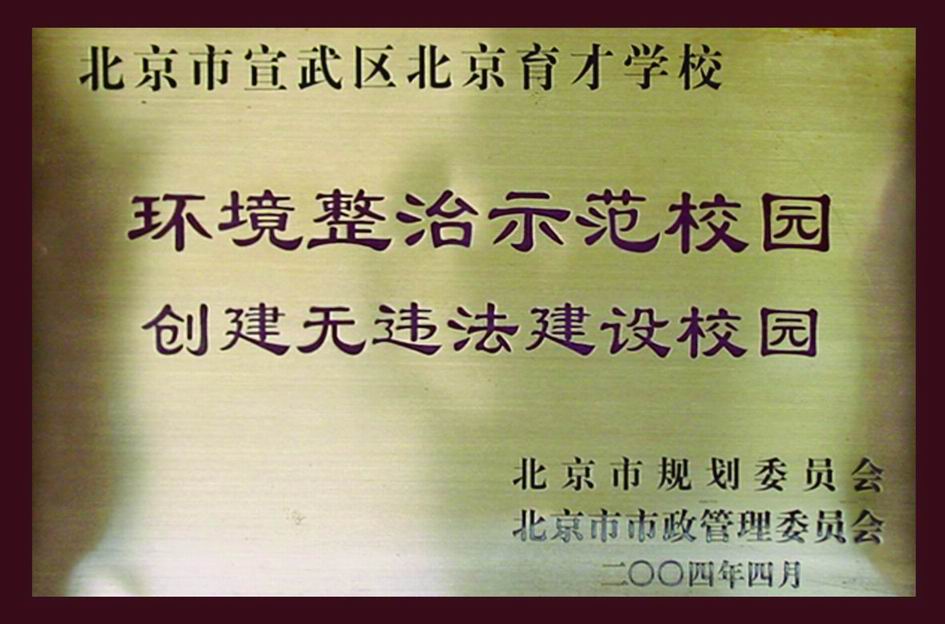 北京市宣武区北京育才学校
环境整治示范校园
创建无违法建设校园
北京市规划委员会
北京市市政管理委员会
二〇〇四年四月